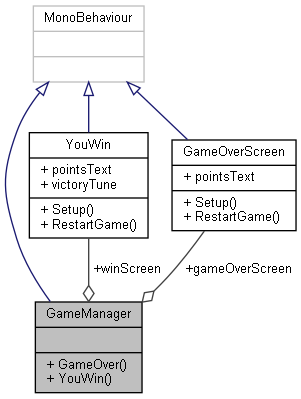 MonoBehaviour
YouWin
+ pointsText
+ victoryTune
+ Setup()
+ RestartGame()
GameOverScreen
+ pointsText
+ Setup()
+ RestartGame()
+winScreen
+gameOverScreen
GameManager
+ GameOver()
+ YouWin()